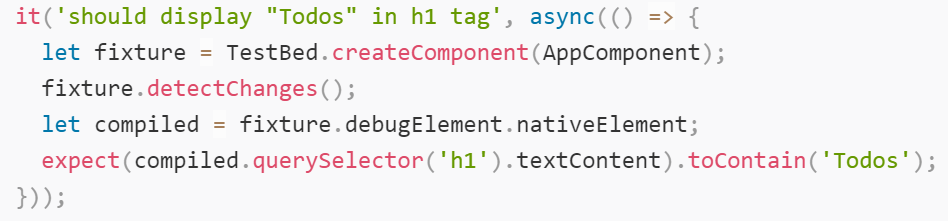 it('should display "Todos" in h1 tag', async(() => {
  let fixture = TestBed.createComponent(AppComponent);
  fixture.detectChanges();
  let compiled = fixture.debugElement.nativeElement;
  expect(compiled.querySelector('h1').textContent).toContain('Todos');
}));